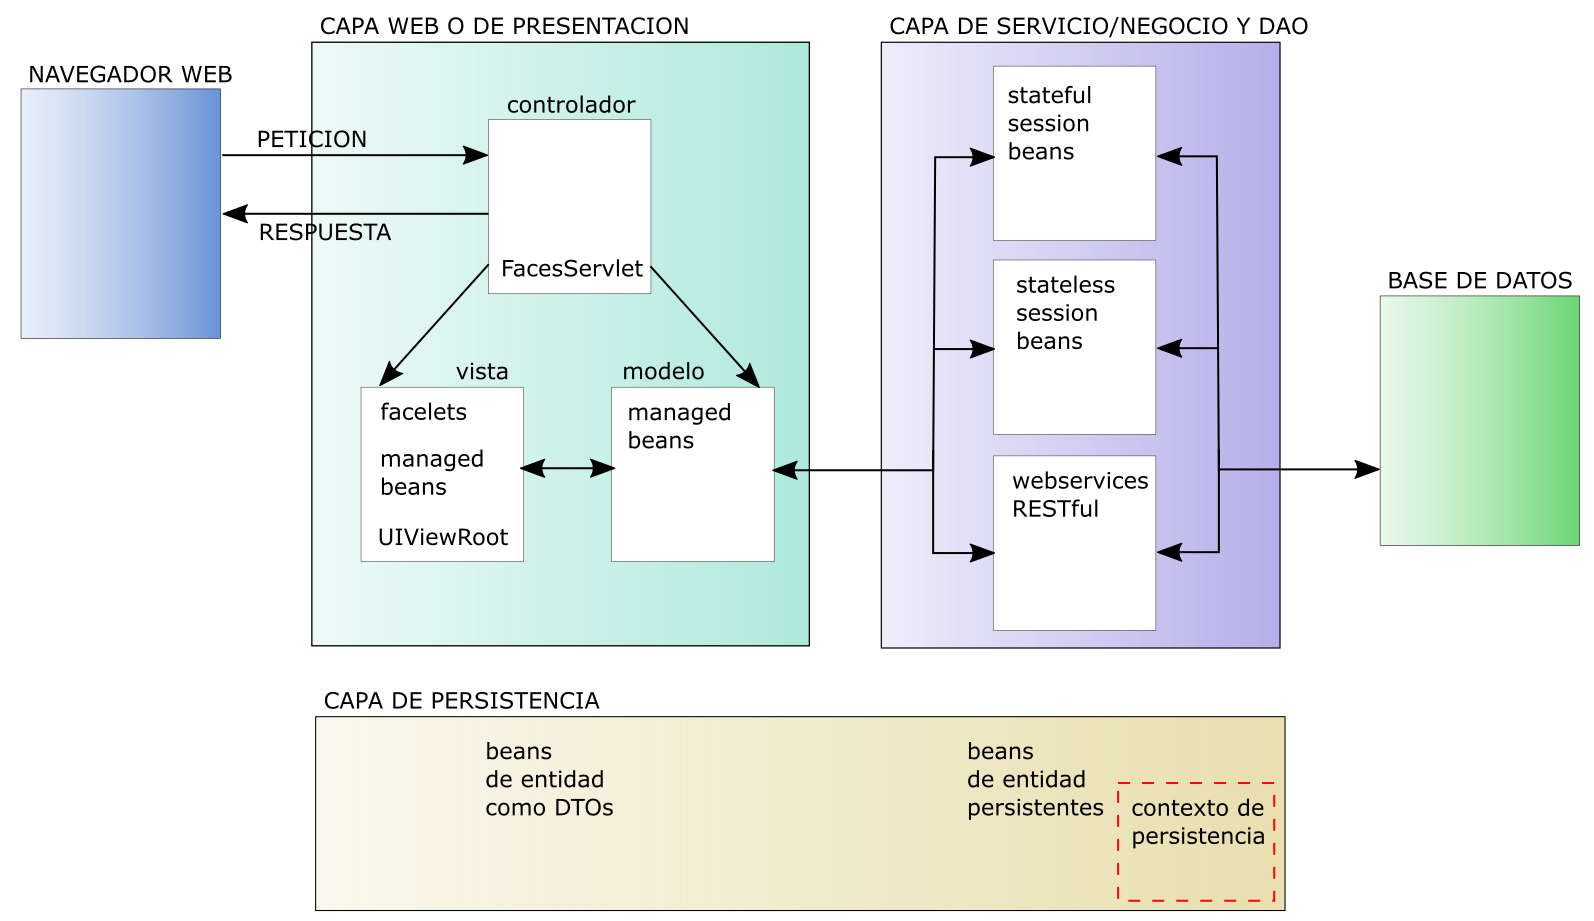 CAPA WEB O DE PRESENTACION
CAPA DE SERVICIO/NEGOCIO Y DAO
NAVEGADOR WEB
controlador
PETICION
RESPUESTA
FacesServlet
vista
modelo
facelets
managed
beans
UIViewRoot
managed
beans
stateful
session
beans
stateless
session
beans
webservices
RESTful
BASE DE DATOS
CAPA DE PERSISTENCIA
beans
de entidad
como DTOs
beans
de entidad
persistentes
contexto de
persistencia